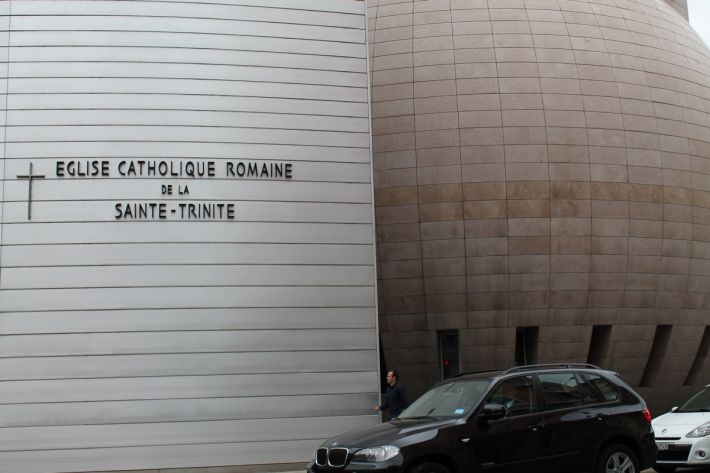 EGLISE CATHOLIQUE ROMAINE
DE LA
SAINTE-TRINITE